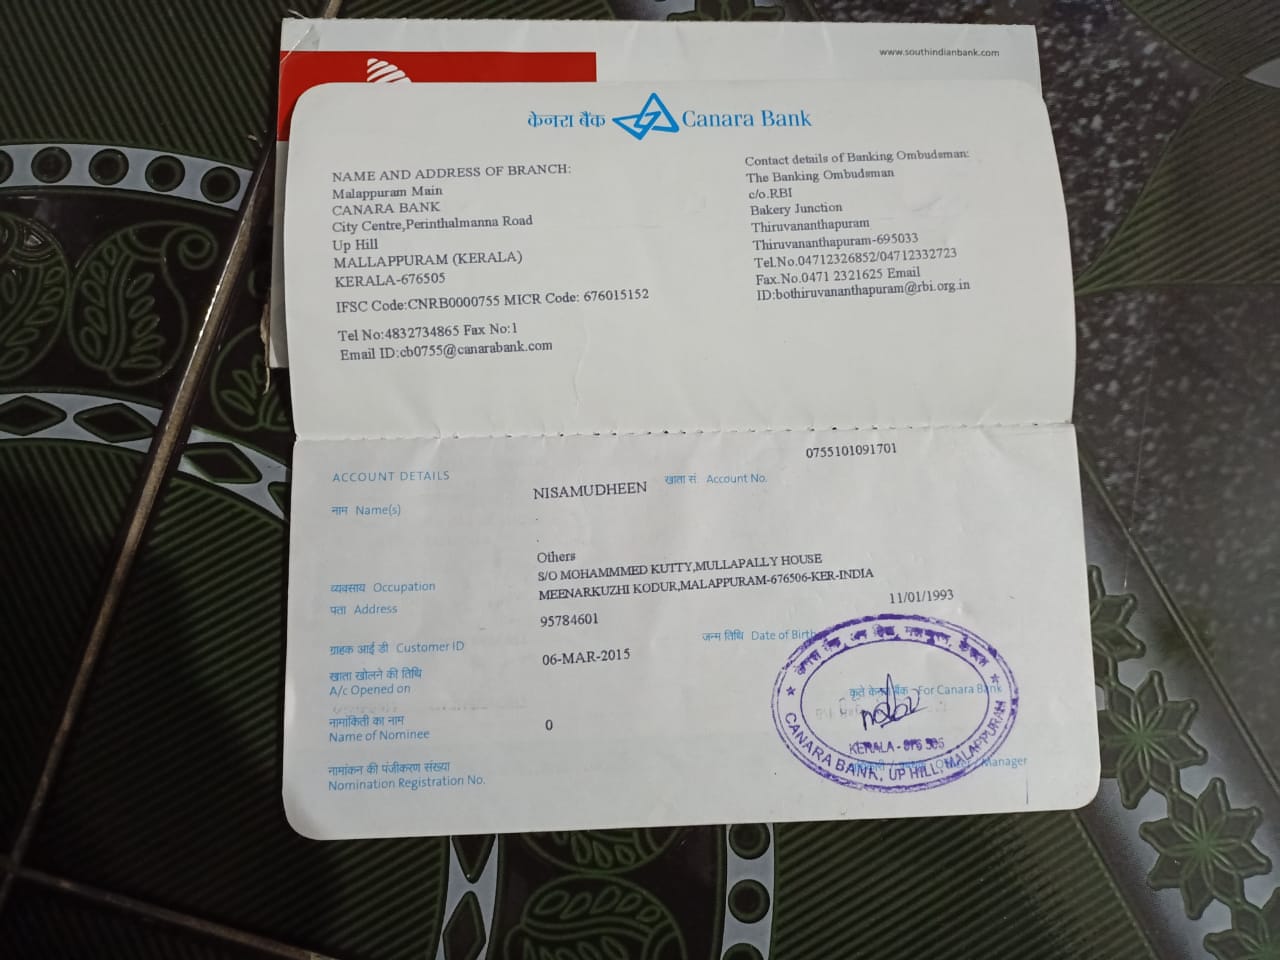 www.southindianbank.com
केनरा बैंक Canara Bank
NAME AND ADDRESS OF BRANCH:
Malappuram Main
CANARA BANK
City Centre,Perinthalmanna Road
Up Hill
MALLAPPURAM (KERALA)
KERALA-676505
IFSC Code:CNRB0000755 MICR Code: 676015152
Tel No:4832734865 Fax No:1
Email ID:cb0755@canarabank.com
Contact details of Banking Ombudsman:
The Banking Ombudsman
c/o.RBI
Bakery Junction
Thiruvananthapuram
Thiruvananthapuram-695033
Tel.No.04712326852/04712332723
Fax.No.0471 2321625 Email
ID:bothiruvananthapuram@rbi.org.in
0755101091701
ACCOUNT DETAILS
NISAMUDHEEN खाता सं Account No.
नाम Name(s)
Others
S/O MOHAMMMED KUTTY,MULLAPALLY HOUSE
व्यवसाय Occupation
MEENARKUZHI KODUR,MALAPPURAM-676506-KER-INDIA
पता Address
11/01/1993
95784601
जन्म तिथि Date of Birth
ग्राहक आई डी Customer ID
06-MAR-2015
खाता खोलने की तिथि
A/c Opened on
कृते केनरा बैंक For Canara Bank
नामांकिती का नाम
Name of Nominee
0
KERALA - 676 505
CANARA BANK, UP HILL, MALAPPURAM
Manager
नामांकन की पंजीकरण संख्या
Nomination Registration No.